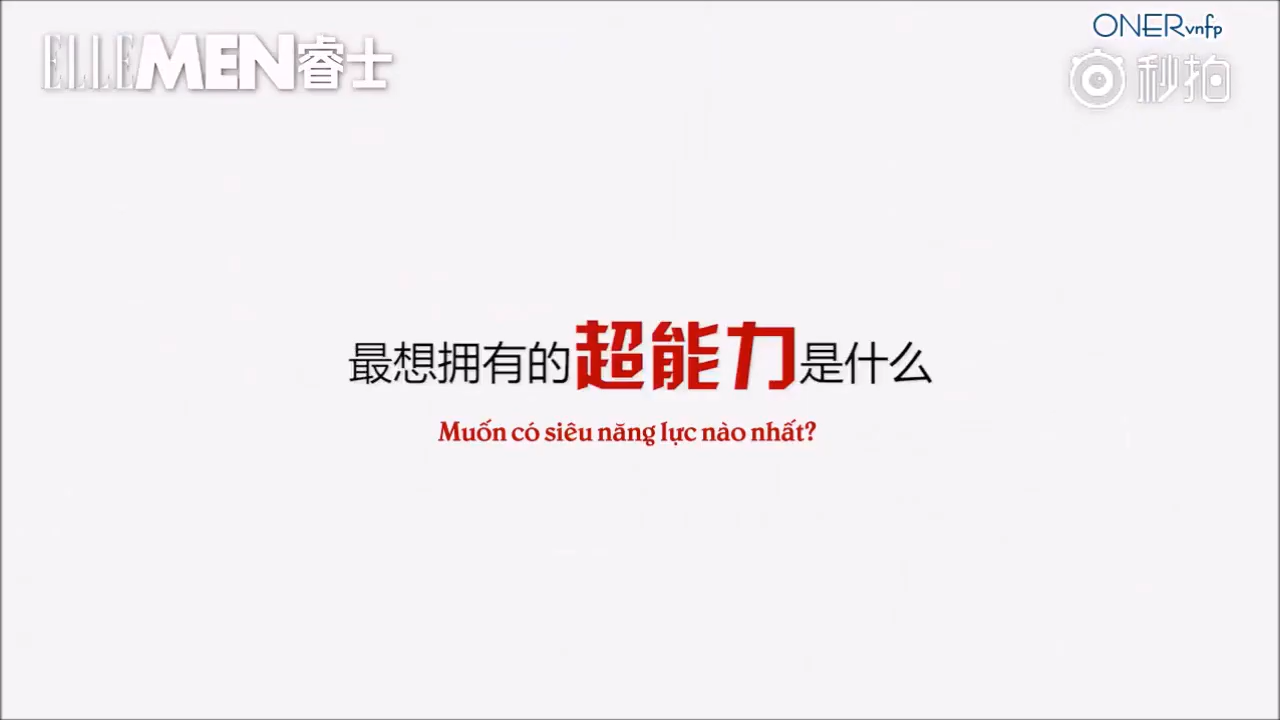 ELLEMEN睿士
ONERvnfp
秒拍
最想拥有的超能力是什么
Muốn có siêu năng lực nào nhất?